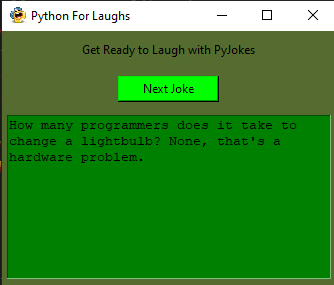 Python For Laughs
Get Ready to Laugh with PyJokes
Next Joke
How many programmers does it take to
change a lightbulb? None, that's a
hardware problem.